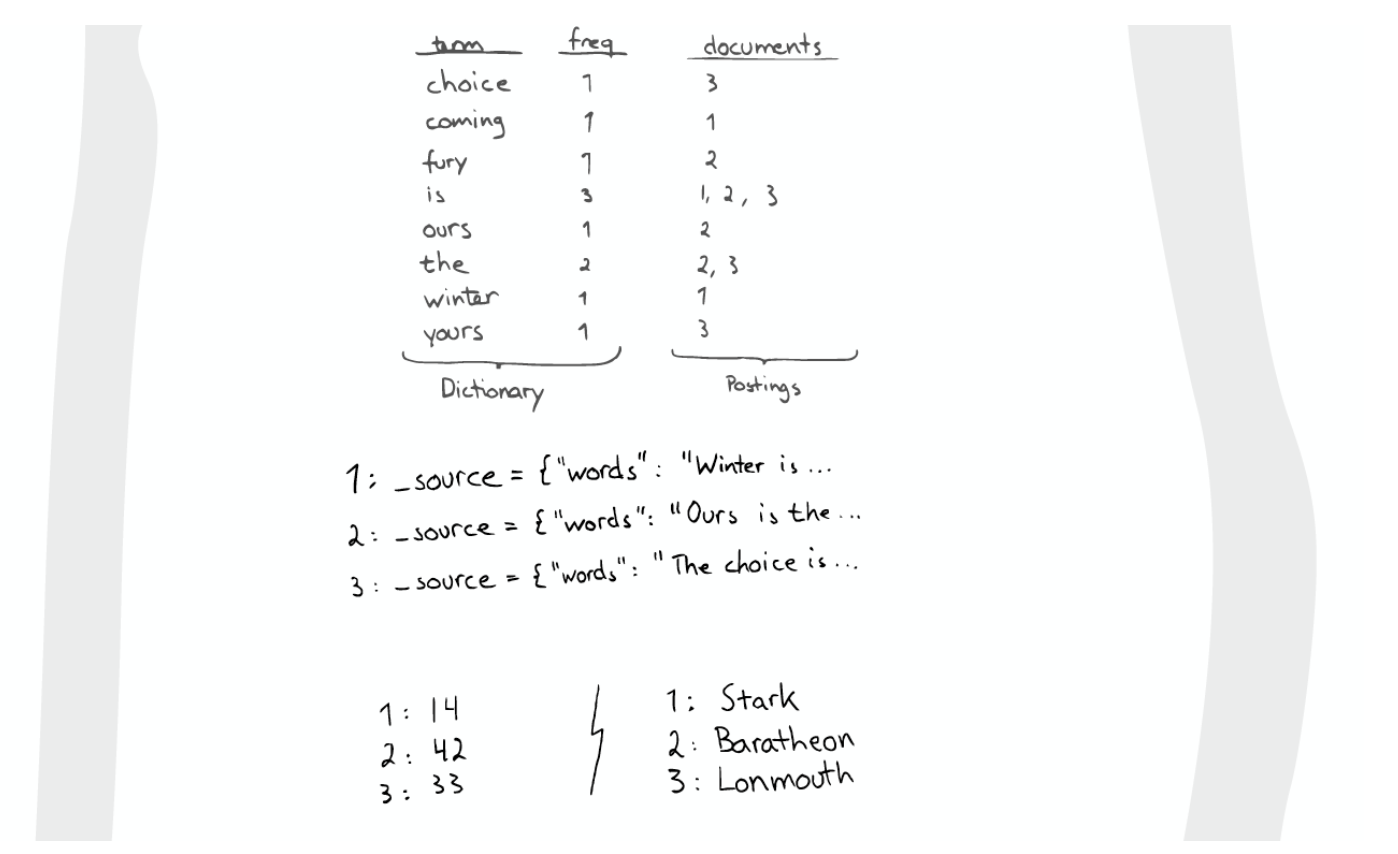 term freq documents
choice 1 3
coming 1 1
fury 1 2
is 3 1, 2, 3
ours 1 2
the 2 2, 3
winter 1 1
yours 1 3
Dictionary Postings
1: _source = {"words": "Winter is ...
2: _source = {"words": "Ours is the ...
3: _source = {"words": "The choice is ...
1: 14 1: Stark
2: 42 2: Baratheon
3: 33 3: Lonmouth